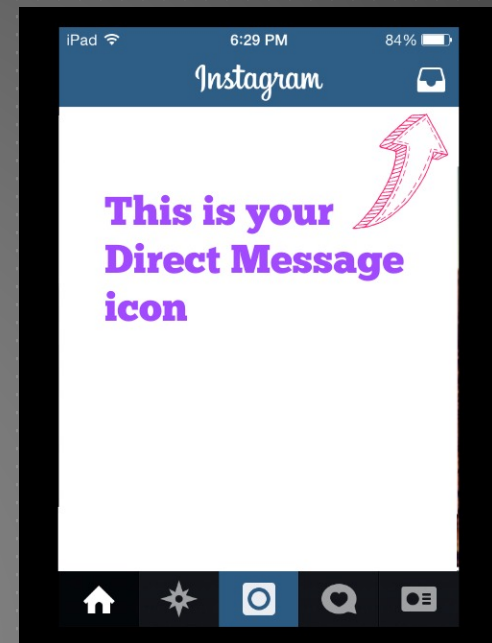 iPad 6:29 PM 84%
Instagram
This is your
Direct Message
icon